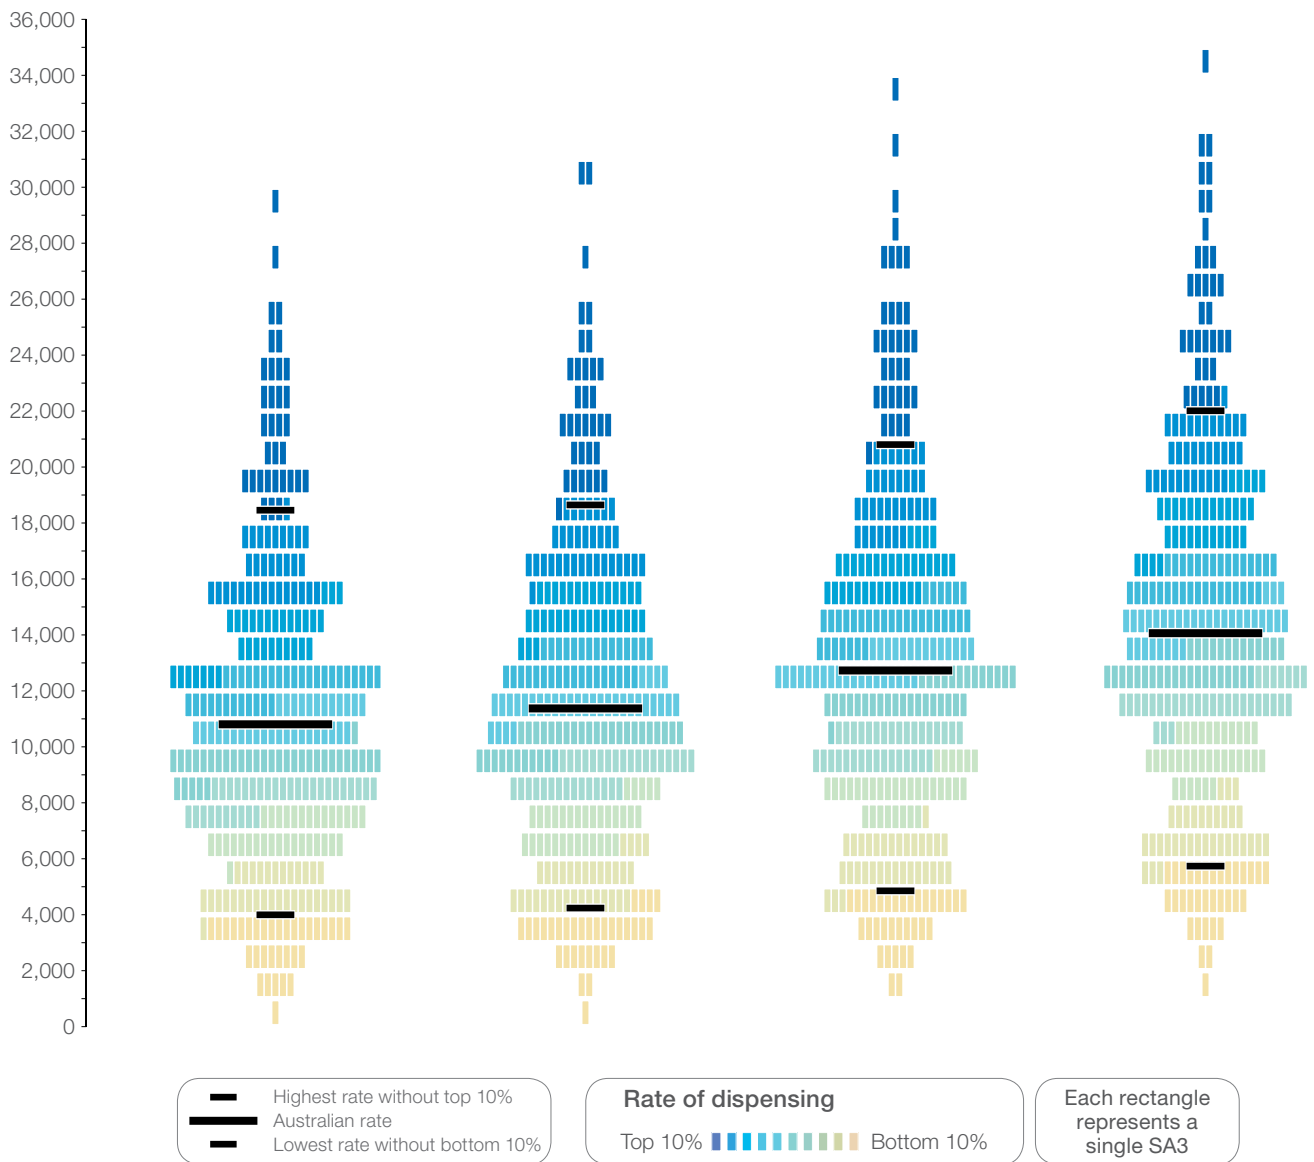 36,000
34,000
32,000
30,000
28,000
26,000
24,000
22,000
20,000
18,000
16,000
14,000
12,000
10,000
8,000
6,000
4,000
2,000
0
Highest rate without top 10%
Australian rate
Lowest rate without bottom 10%
Rate of dispensing
Top 10% Bottom 10%
Each rectangle
represents a
single SA3